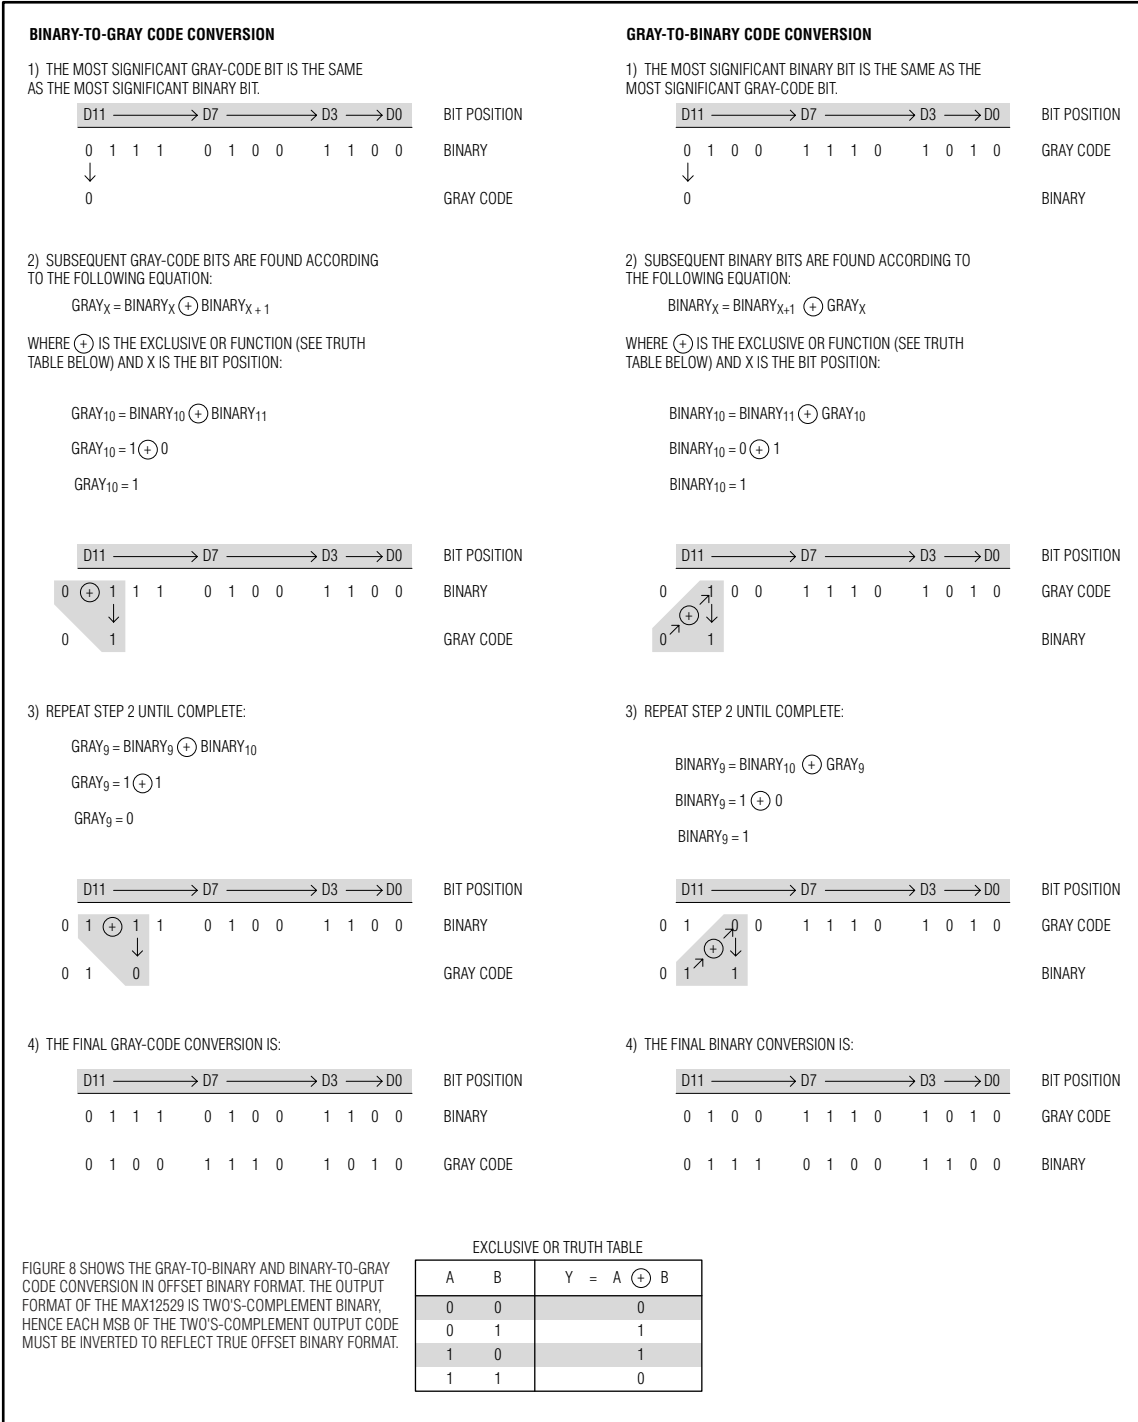 BINARY-TO-GRAY CODE CONVERSION
1) THE MOST SIGNIFICANT GRAY-CODE BIT IS THE SAME
AS THE MOST SIGNIFICANT BINARY BIT.
D11 → D7 → D3 → D0 BIT POSITION
0 1 1 1 0 1 0 0 1 1 0 0 BINARY
↓
0 GRAY CODE
2) SUBSEQUENT GRAY-CODE BITS ARE FOUND ACCORDING
TO THE FOLLOWING EQUATION:
GRAYX = BINARYX ⊕ BINARYX + 1
WHERE ⊕ IS THE EXCLUSIVE OR FUNCTION (SEE TRUTH
TABLE BELOW) AND X IS THE BIT POSITION:
GRAY10 = BINARY10 ⊕ BINARY11
GRAY10 = 1 ⊕ 0
GRAY10 = 1
D11 → D7 → D3 → D0 BIT POSITION
0 ⊕ 1 1 1 0 1 0 0 1 1 0 0 BINARY
↓
0 1 GRAY CODE
3) REPEAT STEP 2 UNTIL COMPLETE:
GRAY9 = BINARY9 ⊕ BINARY10
GRAY9 = 1 ⊕ 1
GRAY9 = 0
D11 → D7 → D3 → D0 BIT POSITION
0 1 ⊕ 1 1 0 1 0 0 1 1 0 0 BINARY
↓
0 1 0 GRAY CODE
4) THE FINAL GRAY-CODE CONVERSION IS:
D11 → D7 → D3 → D0 BIT POSITION
0 1 1 1 0 1 0 0 1 1 0 0 BINARY
0 1 0 0 1 1 1 0 1 0 1 0 GRAY CODE
GRAY-TO-BINARY CODE CONVERSION
1) THE MOST SIGNIFICANT BINARY BIT IS THE SAME AS THE
MOST SIGNIFICANT GRAY-CODE BIT.
D11 → D7 → D3 → D0 BIT POSITION
0 1 0 0 1 1 1 0 1 0 1 0 GRAY CODE
↓
0 BINARY
2) SUBSEQUENT BINARY BITS ARE FOUND ACCORDING TO
THE FOLLOWING EQUATION:
BINARYX = BINARYX+1 ⊕ GRAYX
WHERE ⊕ IS THE EXCLUSIVE OR FUNCTION (SEE TRUTH
TABLE BELOW) AND X IS THE BIT POSITION:
BINARY10 = BINARY11 ⊕ GRAY10
BINARY10 = 0 ⊕ 1
BINARY10 = 1
D11 → D7 → D3 → D0 BIT POSITION
0 1 0 0 1 1 1 0 1 0 1 0 GRAY CODE
⊕ ↓
0 1 BINARY
3) REPEAT STEP 2 UNTIL COMPLETE:
BINARY9 = BINARY10 ⊕ GRAY9
BINARY9 = 1 ⊕ 0
BINARY9 = 1
D11 → D7 → D3 → D0 BIT POSITION
0 1 0 0 1 1 1 0 1 0 1 0 GRAY CODE
⊕ ↓
0 1 1 BINARY
4) THE FINAL BINARY CONVERSION IS:
D11 → D7 → D3 → D0 BIT POSITION
0 1 0 0 1 1 1 0 1 0 1 0 GRAY CODE
0 1 1 1 0 1 0 0 1 1 0 0 BINARY
FIGURE 8 SHOWS THE GRAY-TO-BINARY AND BINARY-TO-GRAY
CODE CONVERSION IN OFFSET BINARY FORMAT. THE OUTPUT
FORMAT OF THE MAX12529 IS TWO'S-COMPLEMENT BINARY,
HENCE EACH MSB OF THE TWO'S-COMPLEMENT OUTPUT CODE
MUST BE INVERTED TO REFLECT TRUE OFFSET BINARY FORMAT.
EXCLUSIVE OR TRUTH TABLE
A B Y = A ⊕ B
0 0 0
0 1 1
1 0 1
1 1 0